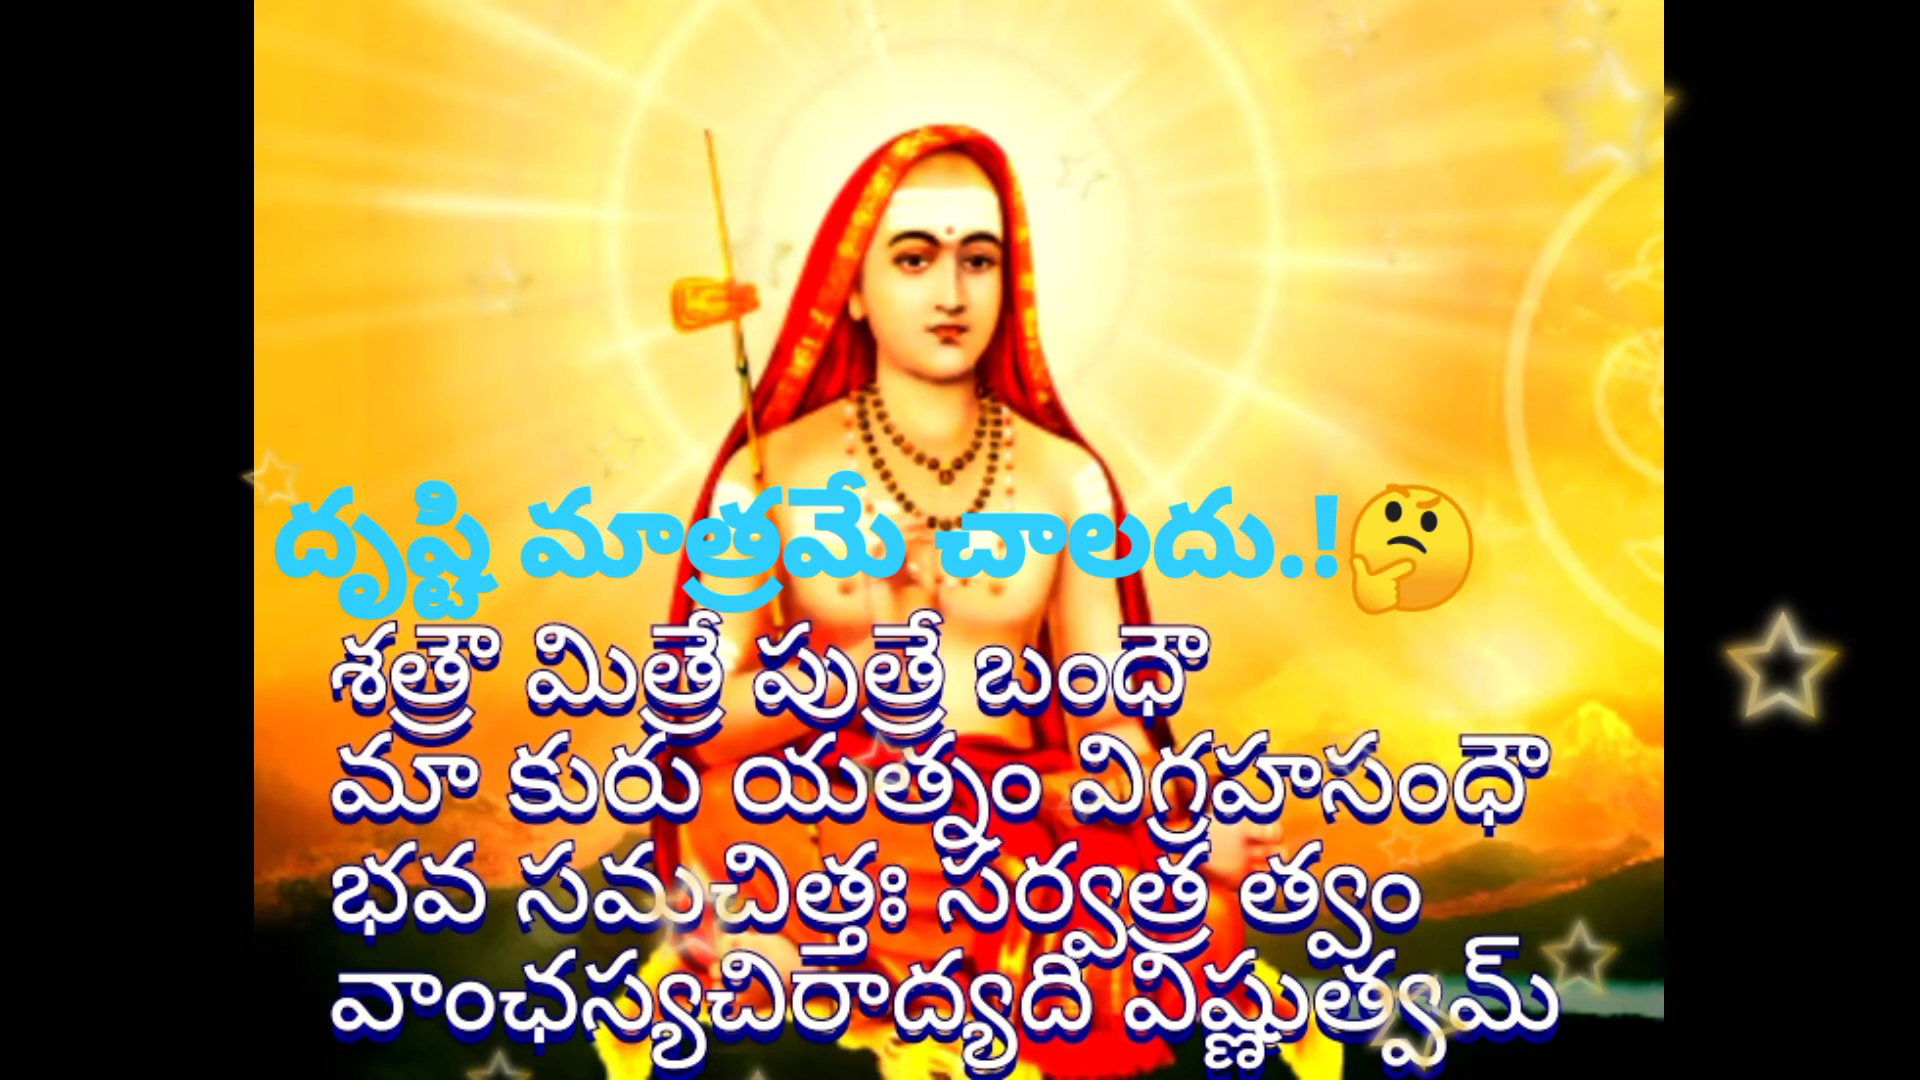 దృష్టి మాత్రమే చాలదు.!🤔
శత్రౌ మిత్రే పుత్రే బంధౌ
మా కురు యత్నం విగ్రహసంధౌ
భవ సమచిత్తః సర్వత్ర త్వం
వాంఛస్యచిరాద్యది విష్ణుత్వమ్